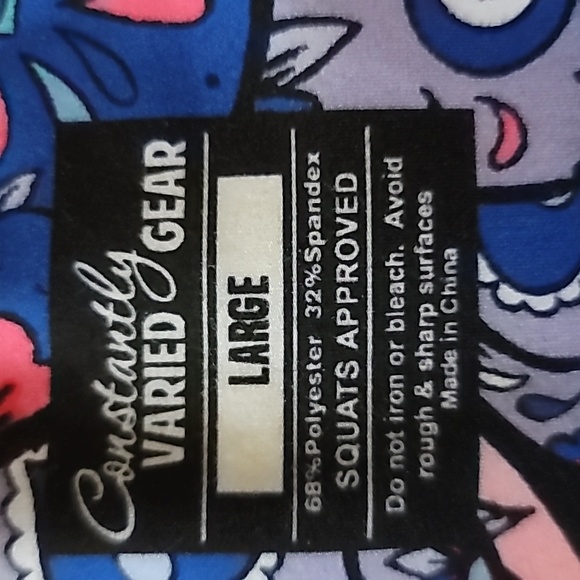 Constantly
VARIED GEAR
LARGE
68%Polyester 32%Spandex
SQUATS APPROVED
Do not iron or bleach. Avoid
rough & sharp surfaces
Made in China